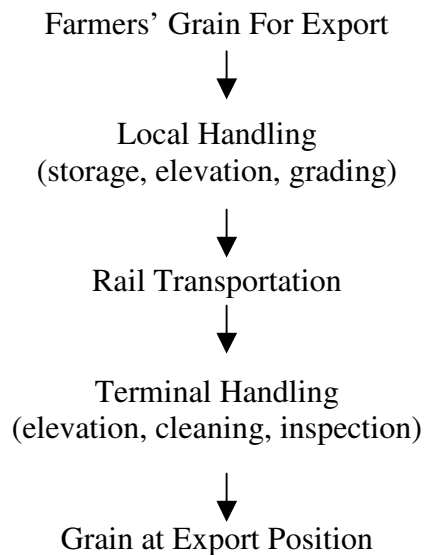 Farmers’ Grain For Export
Local Handling
(storage, elevation, grading)
Rail Transportation
Terminal Handling
(elevation, cleaning, inspection)
Grain at Export Position